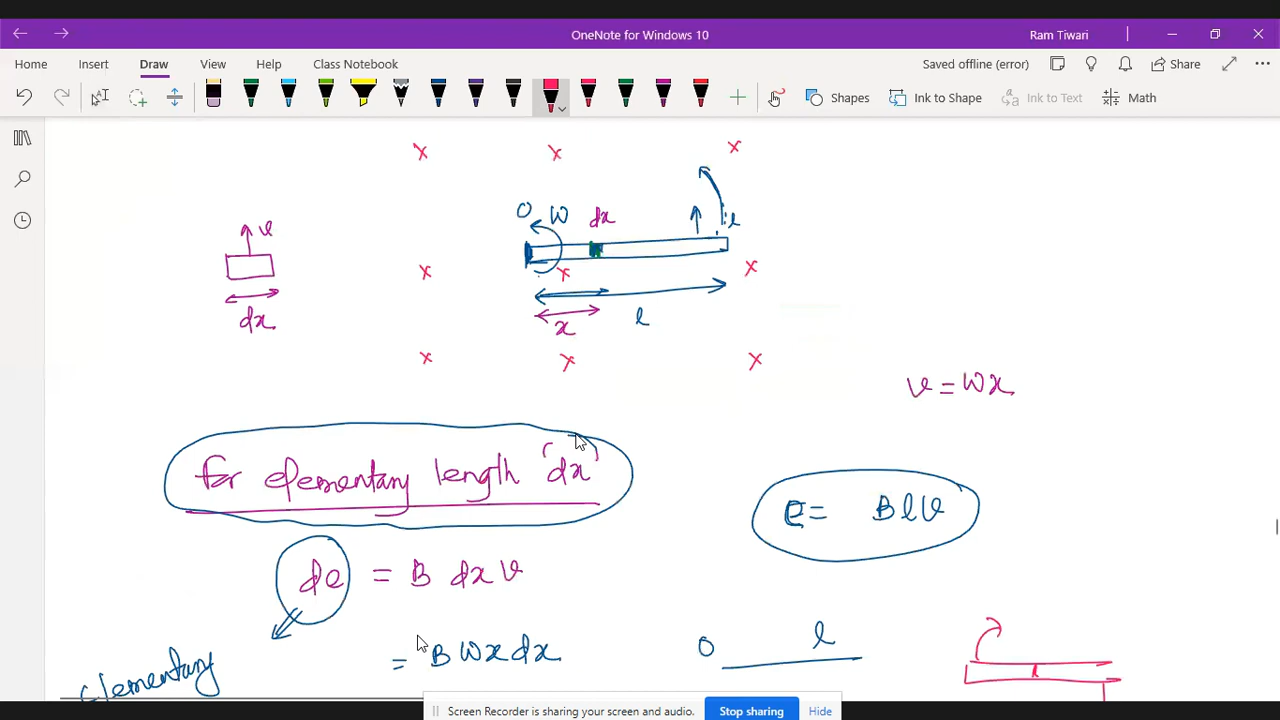 OneNote for Windows 10
Ram Tiwari
Home Insert Draw View Help Class Notebook
Saved offline (error) Share
Shapes Ink to Shape Ink to Text Math
x x x
O W dx l
v
dx
x x x
x l
x x x
v = Wx
for elementary length 'dx'
e = B l v
de = B dx v
elementary
= B W x dx
O l
Screen Recorder is sharing your screen and audio. Stop sharing Hide